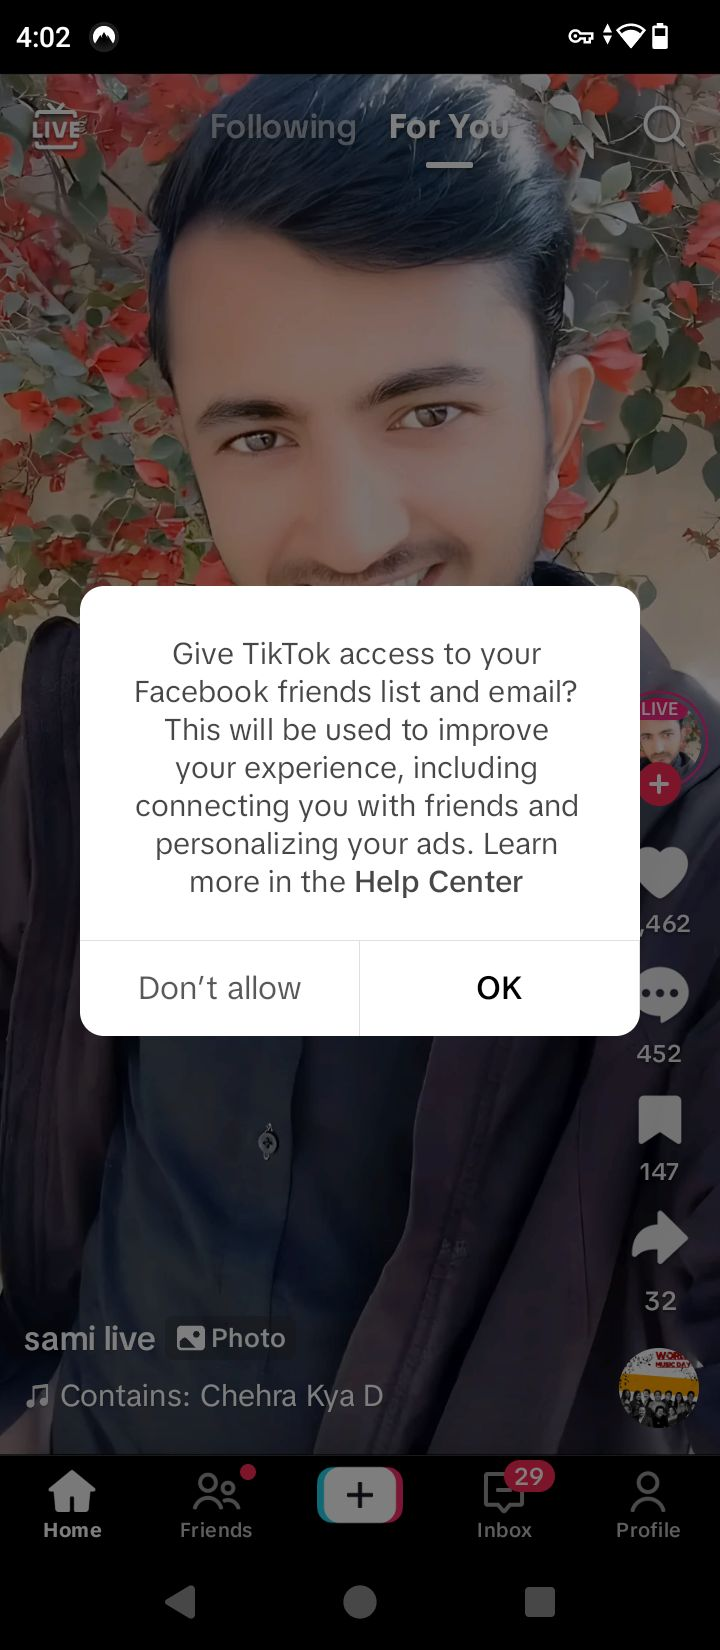 4:02
LIVE
Following
For You
Give TikTok access to your
Facebook friends list and email?
This will be used to improve
your experience, including
connecting you with friends and
personalizing your ads. Learn
more in the Help Center
Don't allow
OK
LIVE
,462
452
147
32
sami live
Photo
Contains: Chehra Kya D
WORLD
MUSIC DAY
Home
Friends
29
Inbox
Profile